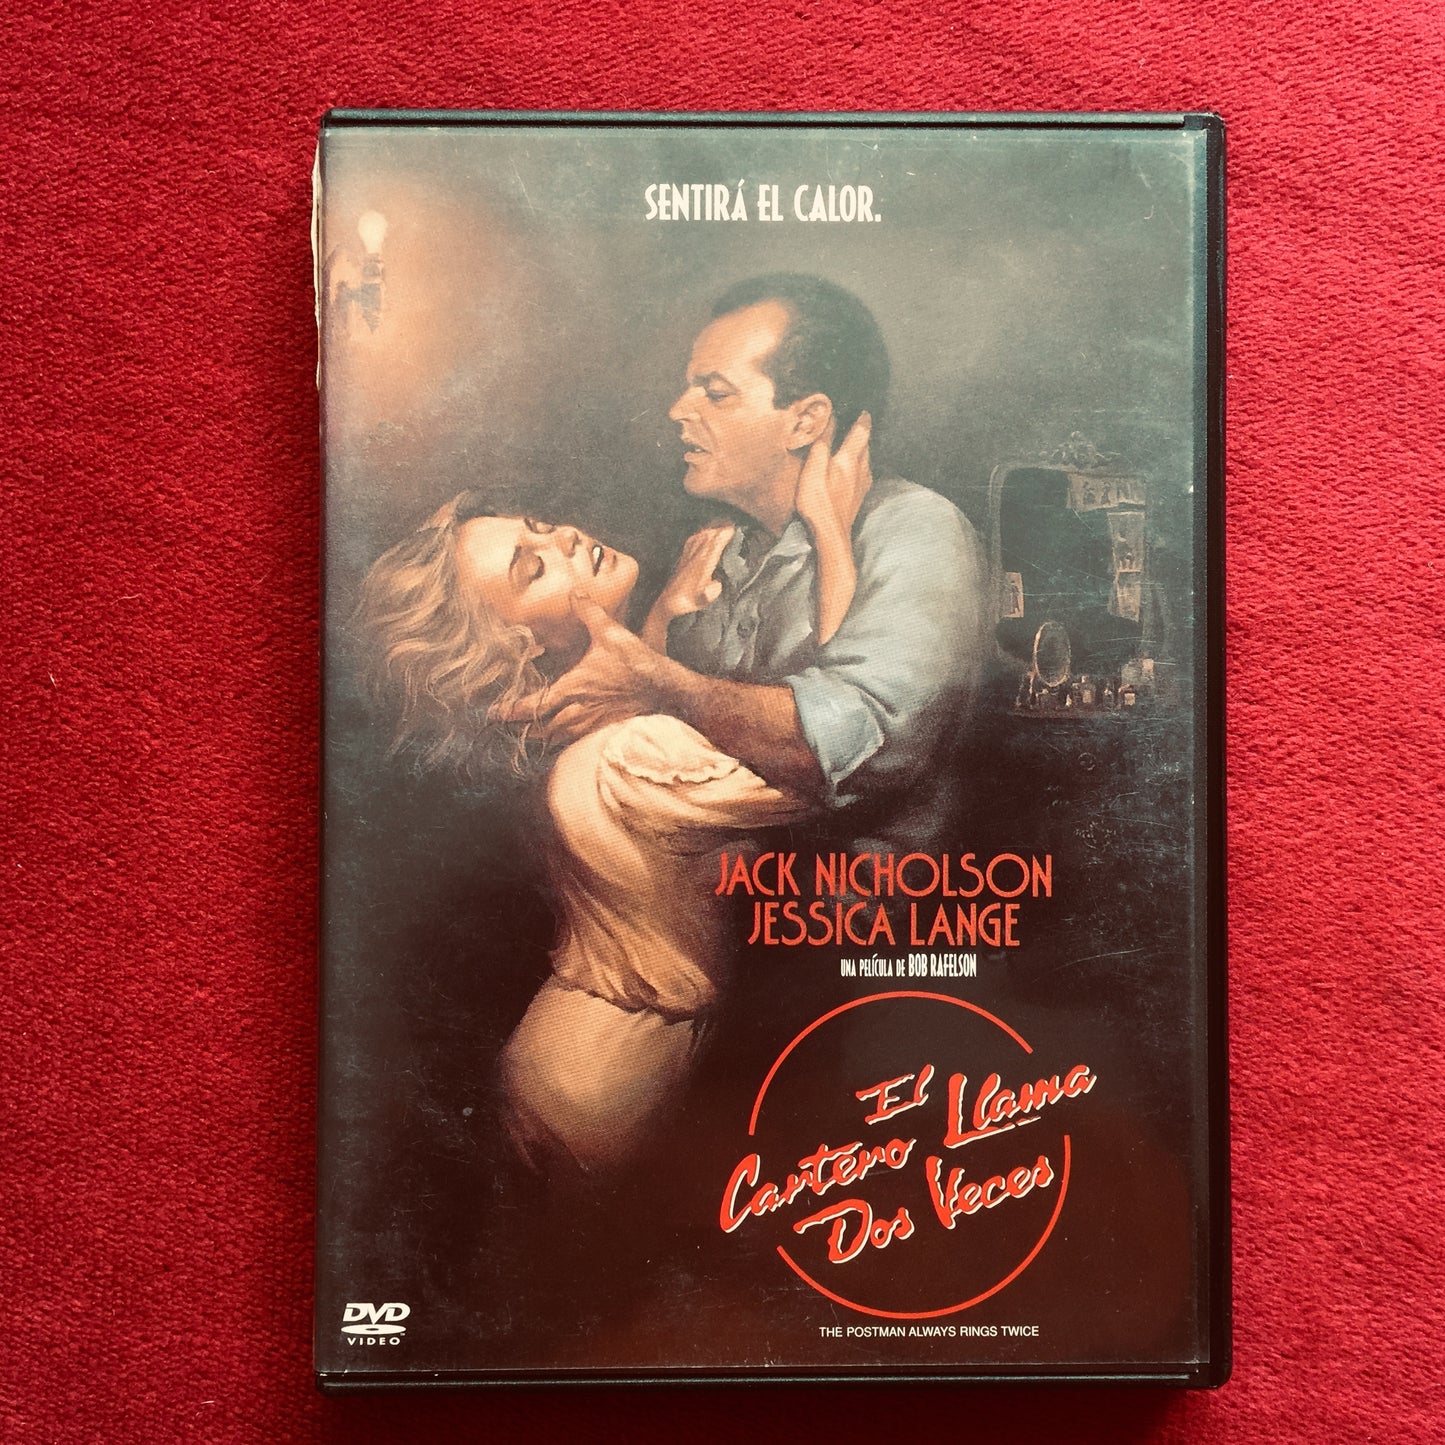 SENTIRÁ EL CALOR.
JACK NICHOLSON
JESSICA LANGE
UNA PELÍCULA DE BOB RAFELSON
El
Cartero Llama
Dos Veces
THE POSTMAN ALWAYS RINGS TWICE
DVD
VIDEO